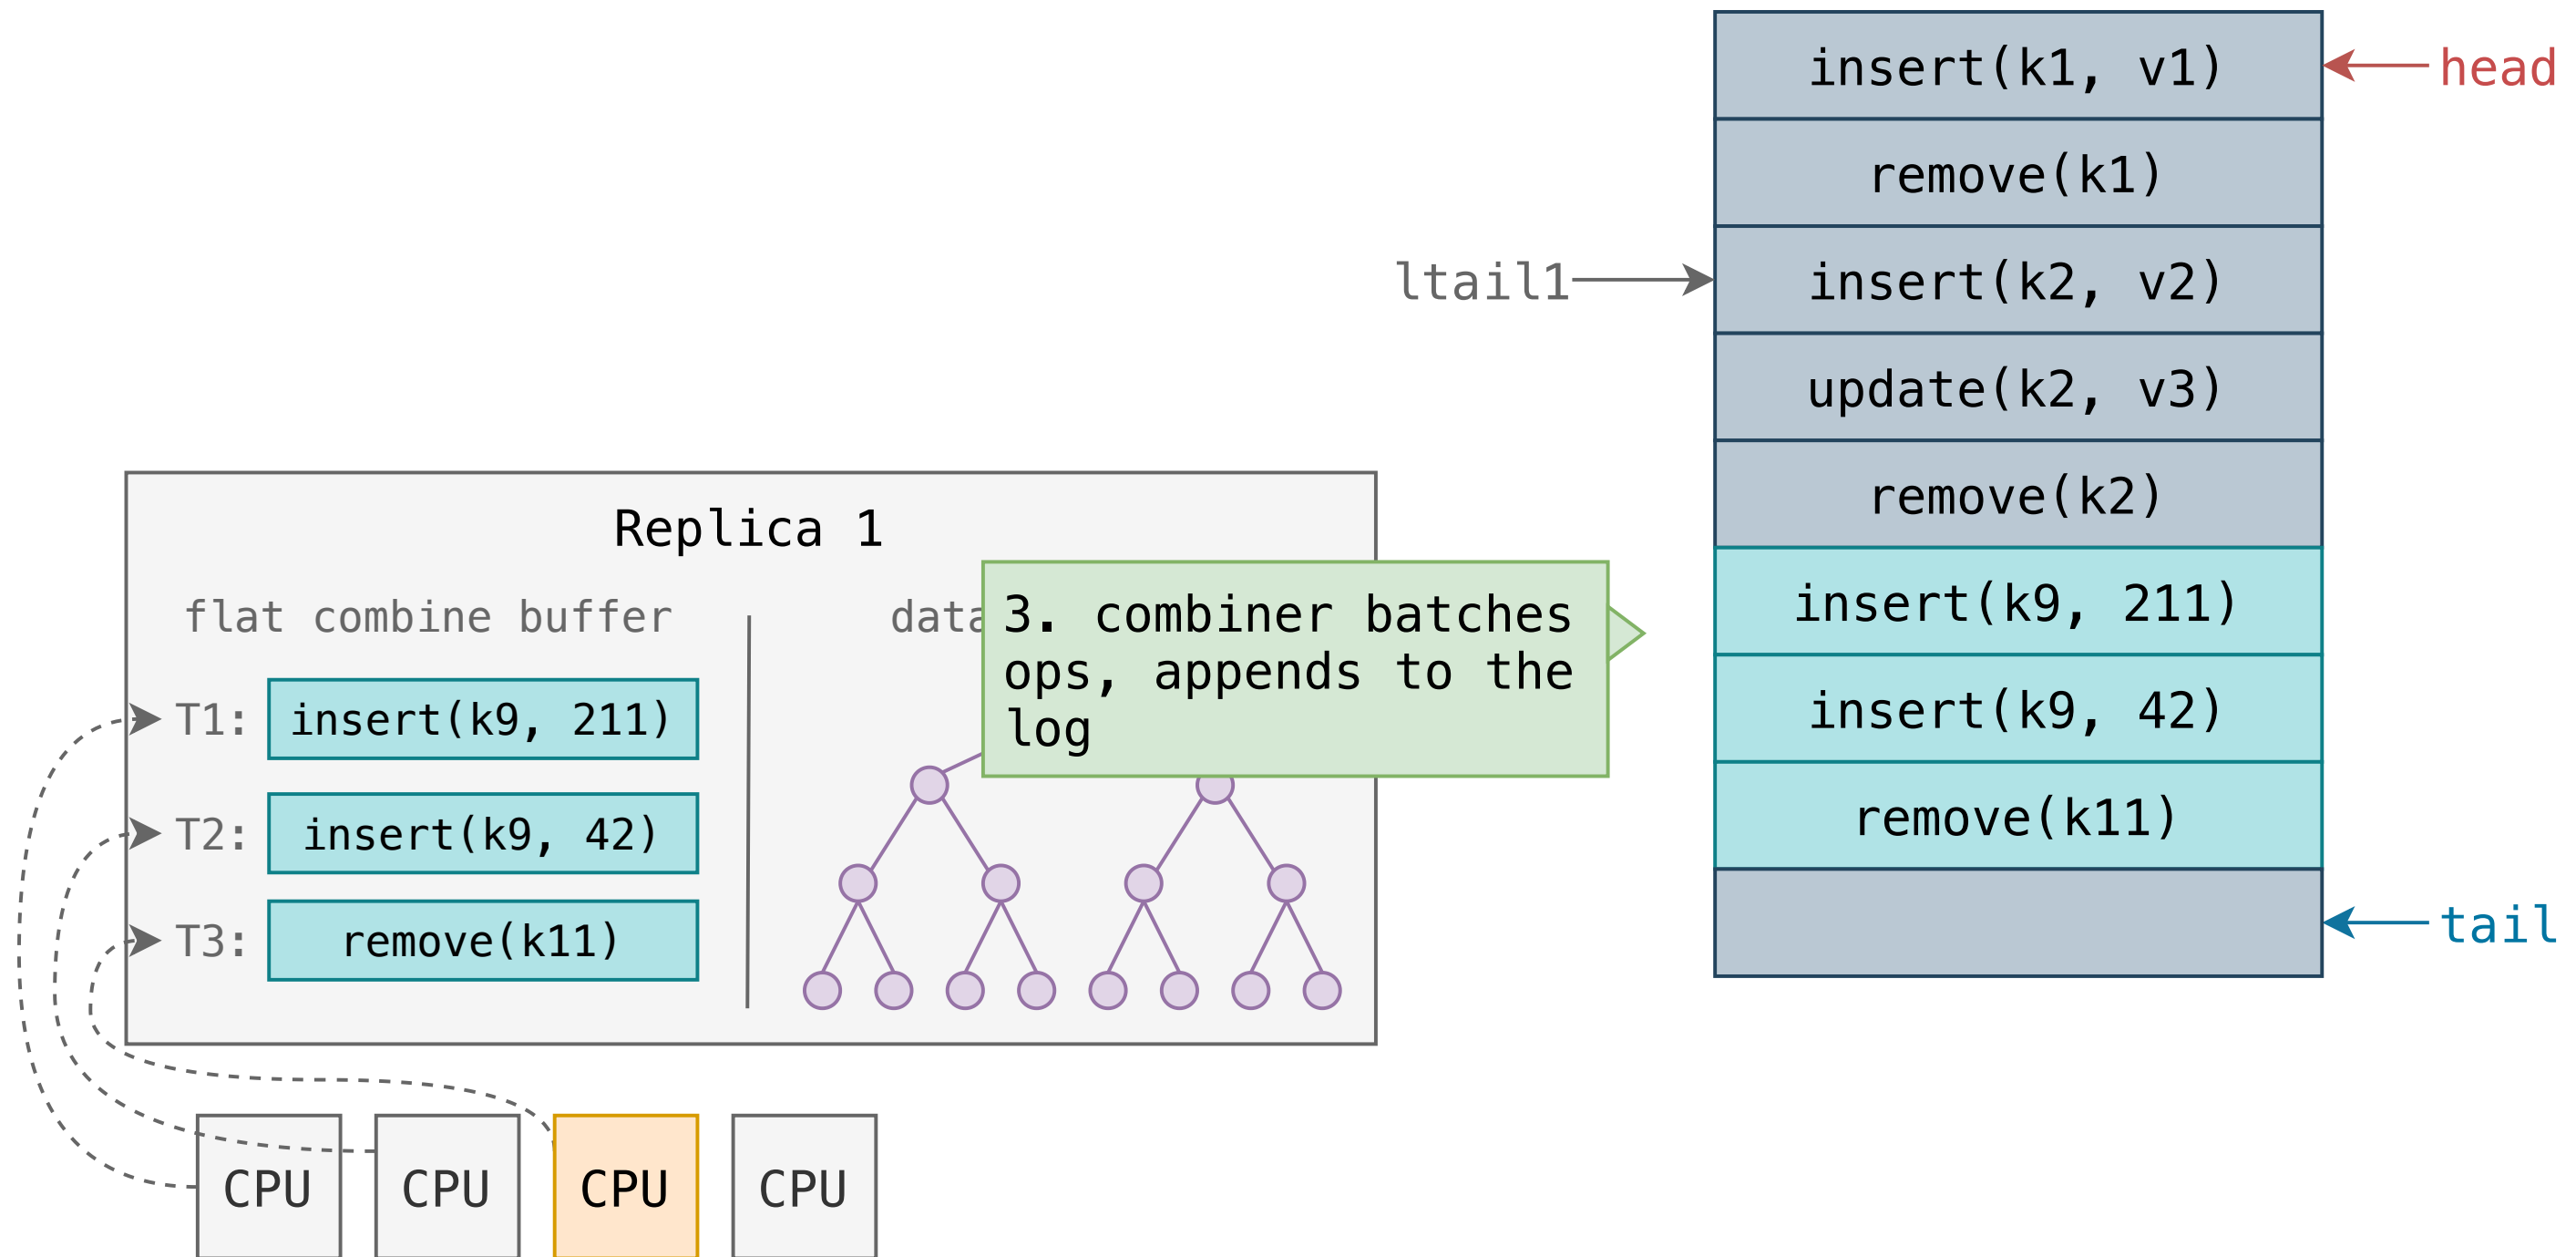 insert(k1, v1)
head
remove(k1)
ltail1
insert(k2, v2)
update(k2, v3)
remove(k2)
insert(k9, 211)
insert(k9, 42)
remove(k11)
tail
Replica 1
flat combine buffer
data
3. combiner batches
ops, appends to the
log
T1:
insert(k9, 211)
T2:
insert(k9, 42)
T3:
remove(k11)
CPU
CPU
CPU
CPU